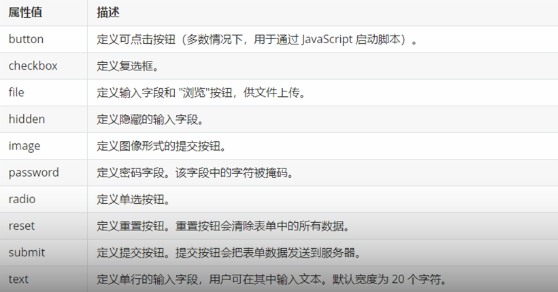 属性值 描述
button 定义可点击按钮（多数情况下，用于通过 JavaScript 启动脚本）。
checkbox 定义复选框。
file 定义输入字段和 "浏览"按钮，供文件上传。
hidden 定义隐藏的输入字段。
image 定义图像形式的提交按钮。
password 定义密码字段。该字段中的字符被掩码。
radio 定义单选按钮。
reset 定义重置按钮。重置按钮会清除表单中的所有数据。
submit 定义提交按钮。提交按钮会把表单数据发送到服务器。
text 定义单行的输入字段，用户可在其中输入文本。默认宽度为 20 个字符。